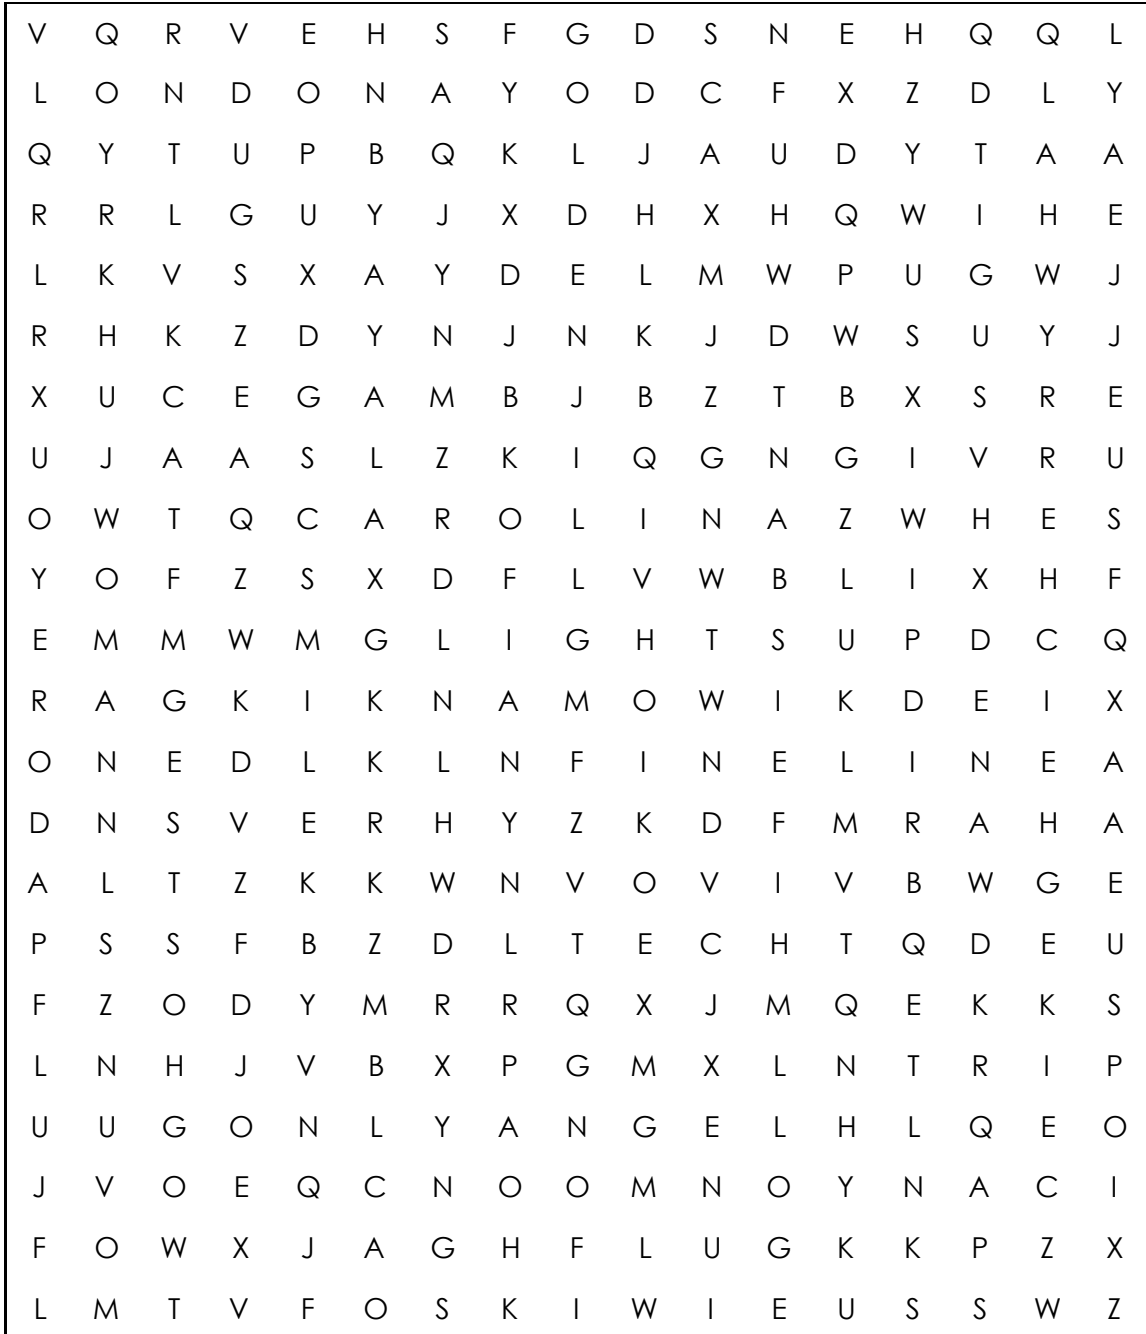 V Q R V E H S F G D S N E H Q Q L
L O N D O N A Y O D C F X Z D L Y
Q Y T U P B Q K L J A U D Y T A A
R R L G U Y J X D H X H Q W I H E
L K V S X A Y D E L M W P U G W J
R H K Z D Y N J N K J D W S U Y J
X U C E G A M B J B Z T B X S R E
U J A A S L Z K I Q G N G I V R U
O W T Q C A R O L I N A Z W H E S
Y O F Z S X D F L V W B L I X H F
E M M W M G L I G H T S U P D C Q
R A G K I K N A M O W I K D E I X
O N E D L K L N F I N E L I N E A
D N S V E R H Y Z K D F M R A H A
A L T Z K K W N V O V I V B W G E
P S S F B Z D L T E C H T Q D E U
F Z O D Y M R R Q X J M Q E K K S
L N H J V B X P G M X L N T R I P
U U G O N L Y A N G E L H L Q E O
J V O E Q C N O O M N O Y N A C I
F O W X J A G H F L U G K K P Z X
L M T V F O S K I W I E U S S W Z